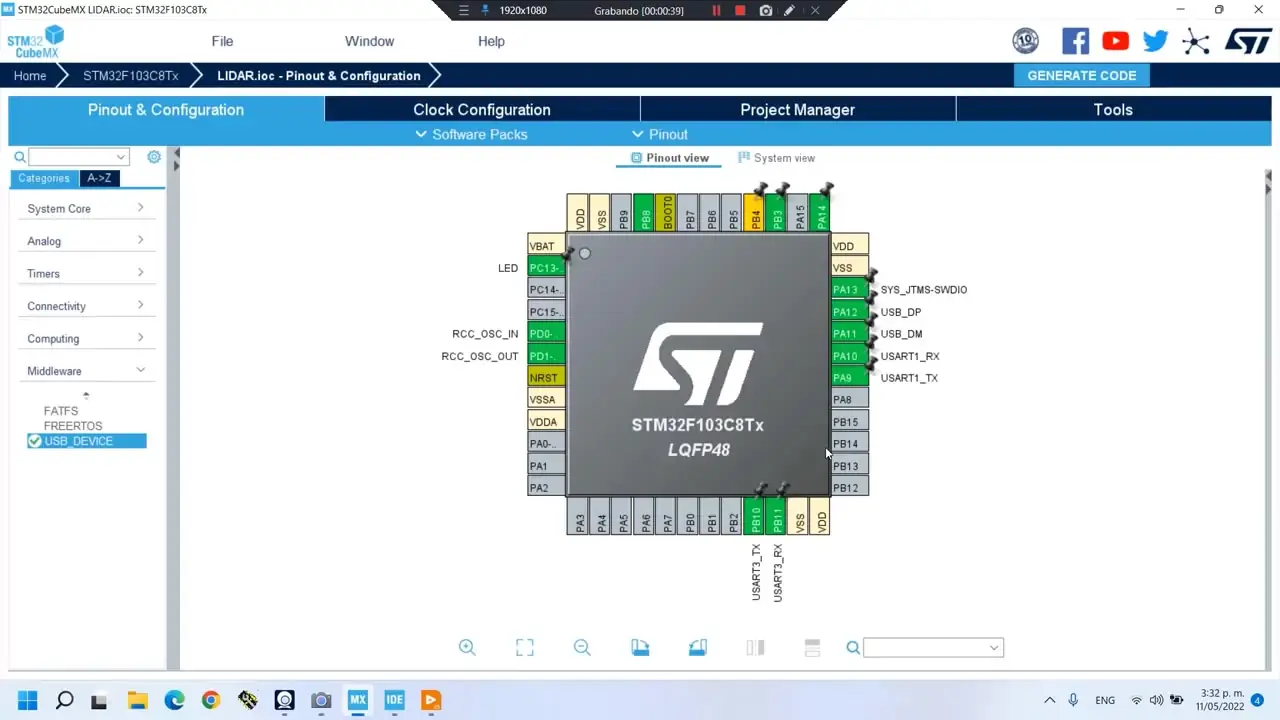 STM32CubeMX LIDAR.ioc: STM32F103C8Tx
1920x1080
Grabando [00:00:39]
STM32
CubeMX
File
Window
Help
10
Home
STM32F103C8Tx
LIDAR.ioc - Pinout & Configuration
GENERATE CODE
Pinout & Configuration
Clock Configuration
Project Manager
Tools
Software Packs
Pinout
Pinout view
System view
Categories
A->Z
System Core
Analog
Timers
Connectivity
Computing
Middleware
FATFS
FREERTOS
USB_DEVICE
VDD
VSS
PB9
PB8
BOOT0
PB7
PB6
PB5
PB4
PB3
PA15
PA14
VBAT
LED
PC13-..
PC14-..
PC15-..
RCC_OSC_IN
PD0-..
RCC_OSC_OUT
PD1-..
NRST
VSSA
VDDA
PA0-..
PA1
PA2
VDD
VSS
PA13
SYS_JTMS-SWDIO
PA12
USB_DP
PA11
USB_DM
PA10
USART1_RX
PA9
USART1_TX
PA8
PB15
PB14
PB13
PB12
STM32F103C8Tx
LQFP48
PA3
PA4
PA5
PA6
PA7
PB0
PB1
PB2
PB10
PB11
VSS
VDD
USART3_TX
USART3_RX
MX
IDE
ENG
3:32 p. m.
11/05/2022
4